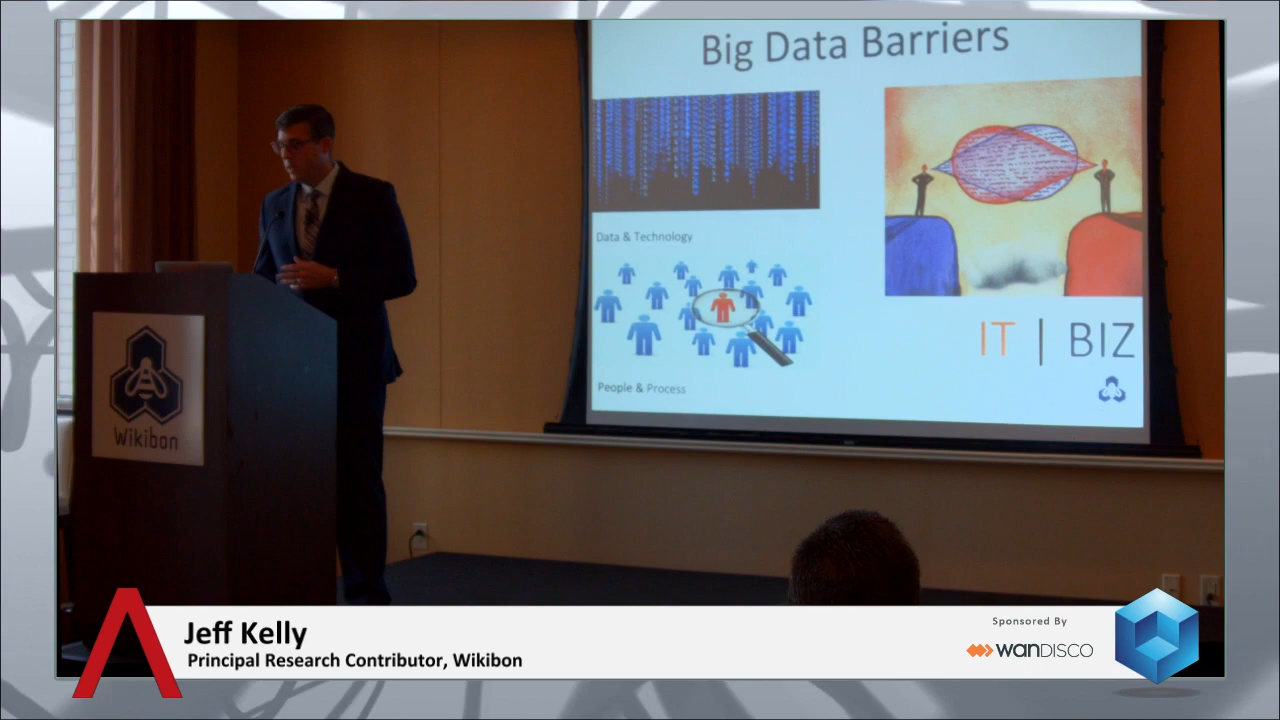 Big Data Barriers
Data & Technology
People & Process
IT | BIZ
Wikibon
Jeff Kelly
Principal Research Contributor, Wikibon
Sponsored By
WANDISCO